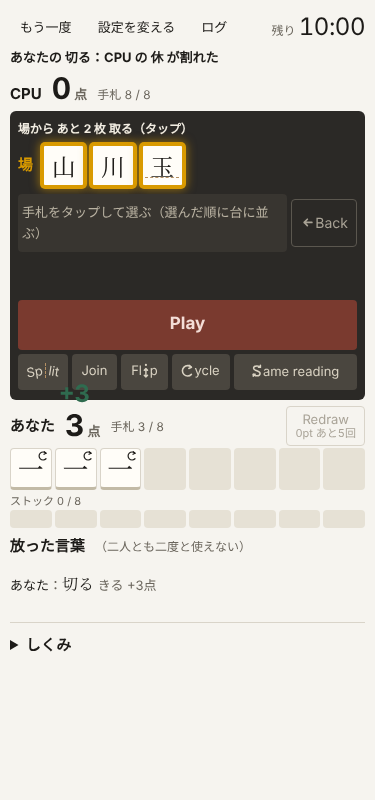 もう一度 設定を変える ログ 残り 10:00
あなたの 切る：CPU の 休 が割れた
CPU 0 点 手札 8 / 8
場から あと 2 枚 取る（タップ）
場 山 川 玉
手札をタップして選ぶ（選んだ順に台に並ぶ）
←Back
Play
Split Join Flip Cycle Same reading
+3
あなた 3 点 手札 3 / 8
Redraw
0pt あと5回
一 一 一
ストック 0 / 8
放った言葉 （二人とも二度と使えない）
あなた：切る きる +3点
▶ しくみ